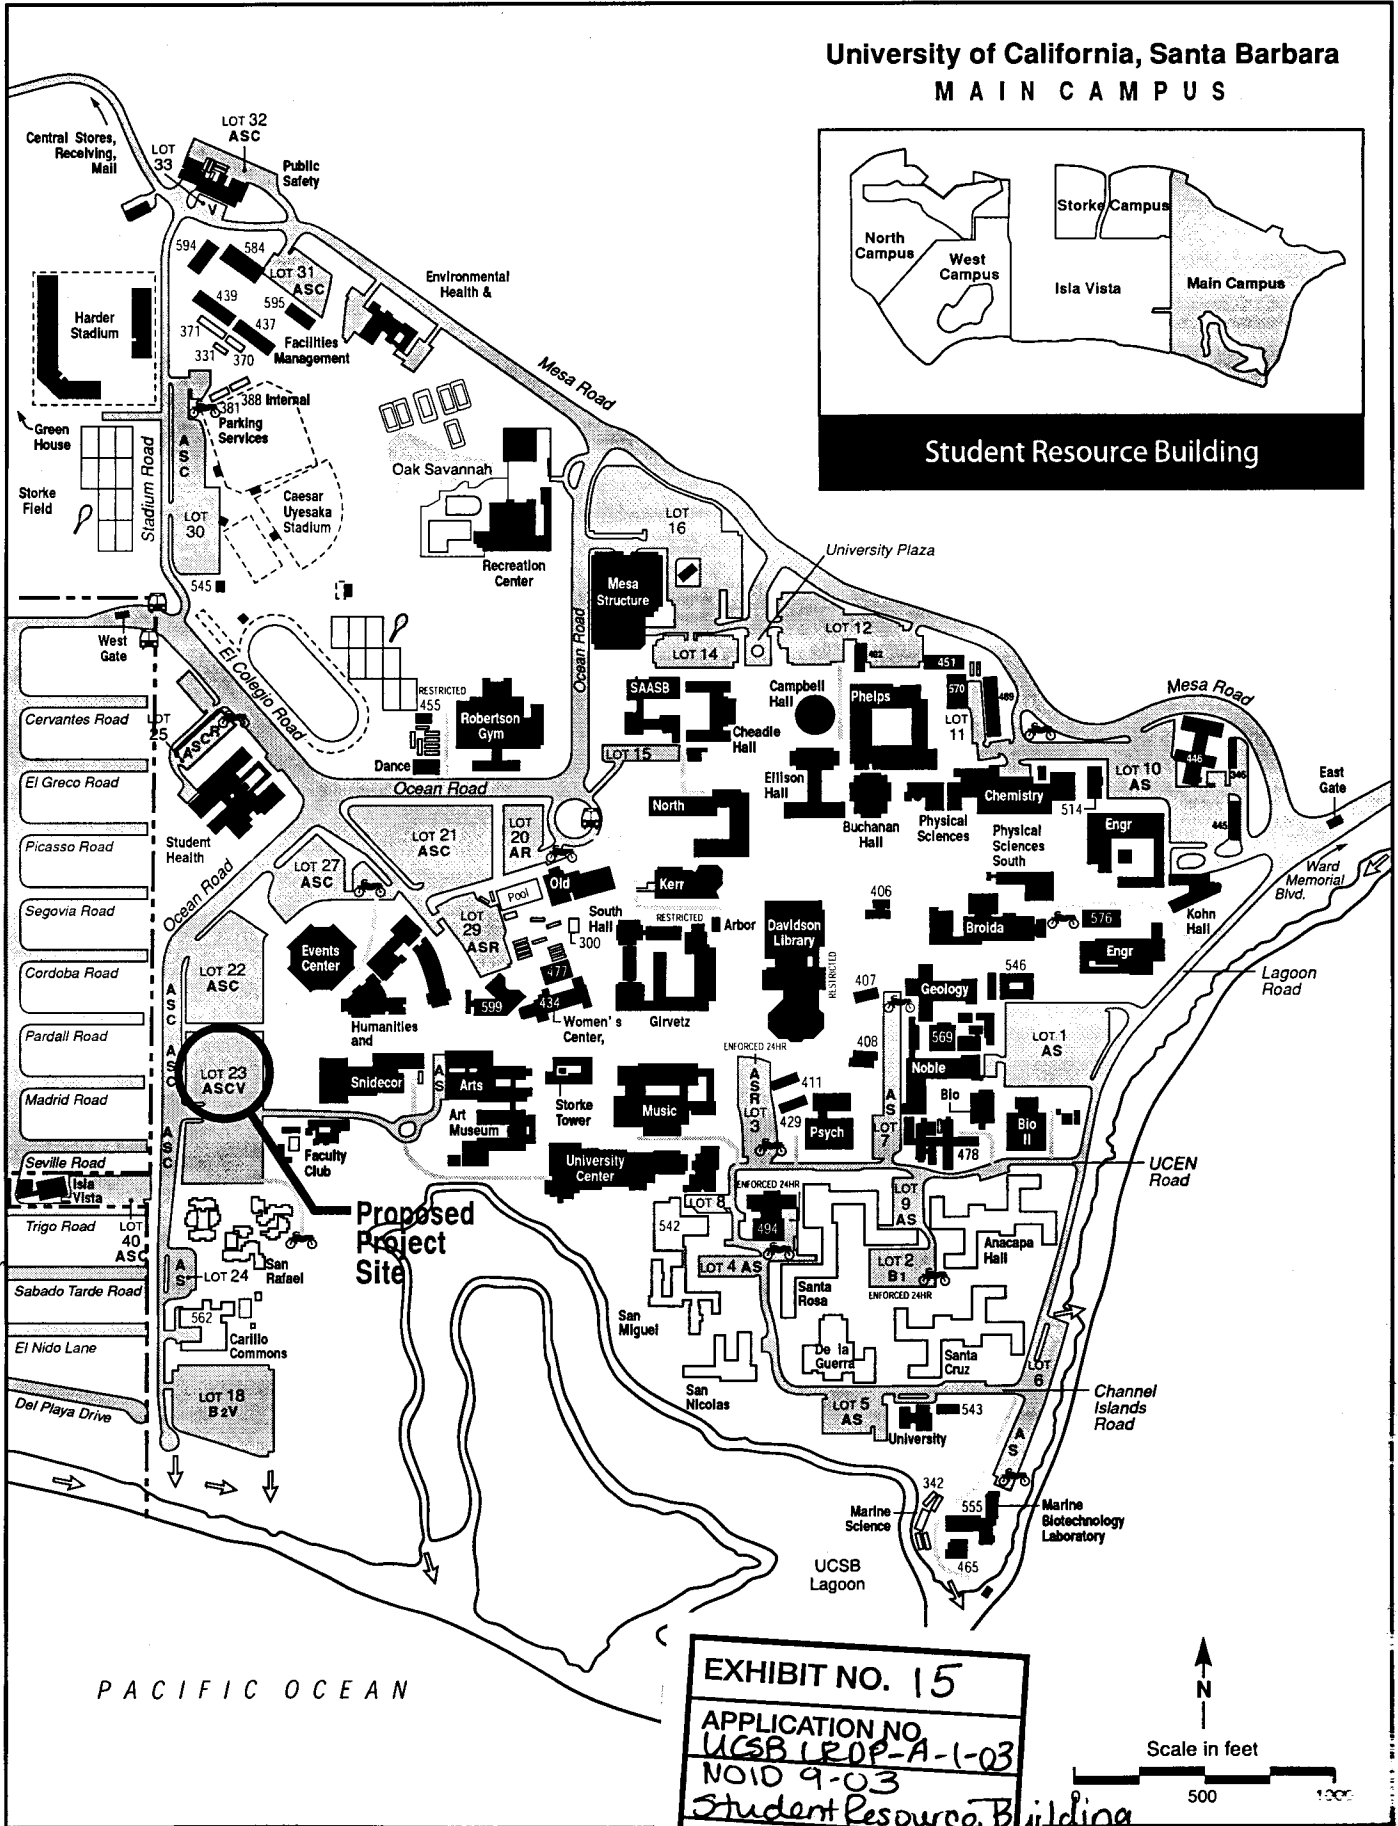 University of California, Santa Barbara
MAIN CAMPUS
North
Campus
West
Campus
Storke Campus
Isla Vista
Main Campus
Student Resource Building
Central Stores,
Receiving,
Mail
LOT
33
LOT 32
ASC
Public
Safety
V
594
584
LOT 31
ASC
Environmental
Health &
439
595
371
437
331
370
Facilities
Management
Harder
Stadium
388 Internal
381
Parking
Services
Mesa Road
Green
House
A
S
C
Stadium Road
Storke
Field
LOT
30
Caesar
Uyesaka
Stadium
Oak Savannah
Recreation
Center
LOT
16
University Plaza
545
Mesa
Structure
Ocean Road
West
Gate
El Colegio Road
LOT 14
LOT 12
451
Mesa Road
Cervantes Road
LOT
25
ASCR
RESTRICTED
455
Robertson
Gym
Dance
SAASB
Cheadle
Hall
Campbell
Hall
Phelps
570
489
LOT
11
446
LOT 15
El Greco Road
Ocean Road
Ellison
Hall
LOT 10
AS
346
East
Gate
North
Chemistry
514
Physical
Sciences
Buchanan
Hall
Engr
445
Picasso Road
Student
Health
LOT 21
ASC
LOT
20
AR
Physical
Sciences
South
Ward
Memorial
Blvd.
Ocean Road
LOT 27
ASC
Pool
Old
Kerr
406
Segovia Road
LOT
29
ASR
South
Hall
300
RESTRICTED
Arbor
Davidson
Library
RESTRICTED
Broida
576
Kohn
Hall
Engr
Cordoba Road
LOT 22
ASC
A
S
C
Events
Center
477
599
434
407
Geology
546
Lagoon
Road
Pardall Road
Humanities
and
Women's
Center,
Girvetz
569
LOT 1
AS
A
S
C
LOT 23
ASCV
ENFORCED 24HR
408
Noble
Madrid Road
Snidecor
A
S
Arts
Storke
Tower
Music
A
S
R
LOT
3
411
429
Psych
A
S
LOT
7
Bio
Bio
II
478
A
S
C
Art
Museum
Faculty
Club
Seville Road
Isla
Vista
University
Center
UCEN
Road
Trigo Road
LOT
40
ASC
Proposed
Project
Site
LOT 8
ENFORCED 24HR
542
494
LOT
9
AS
Anacapa
Hall
A
S
LOT 24
San
Rafael
LOT 4 AS
LOT 2
B1
ENFORCED 24HR
Santa
Rosa
Sabado Tarde Road
562
Carillo
Commons
San
Miguel
El Nido Lane
De la
Guerra
Santa
Cruz
LOT
6
LOT 18
B2V
San
Nicolas
Channel
Islands
Road
Del Playa Drive
LOT 5
AS
543
University
A
S
342
Marine
Science
555
465
Marine
Biotechnology
Laboratory
UCSB
Lagoon
PACIFIC OCEAN
EXHIBIT NO. 15
APPLICATION NO.
UCSB LRDP-A-1-03
NOID 9-03
Student Resource Building
N
Scale in feet
0 500 1000